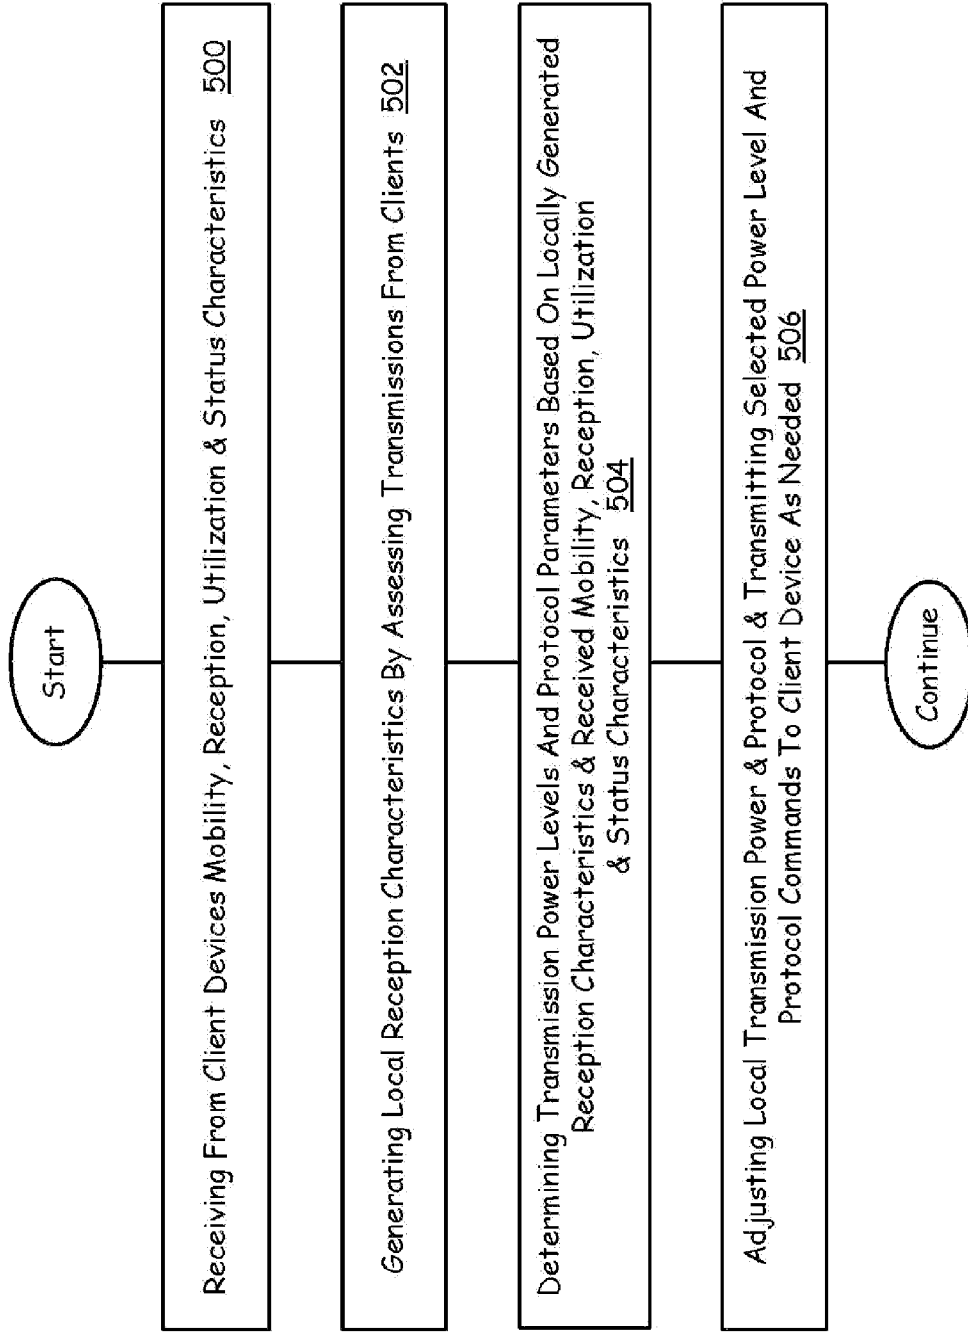 Start
Receiving From Client Devices Mobility, Reception, Utilization & Status Characteristics 500
Generating Local Reception Characteristics By Assessing Transmissions From Clients 502
Determining Transmission Power Levels And Protocol Parameters Based On Locally Generated
Reception Characteristics & Received Mobility, Reception, Utilization
& Status Characteristics 504
Adjusting Local Transmission Power & Protocol & Transmitting Selected Power Level And
Protocol Commands To Client Device As Needed 506
Continue